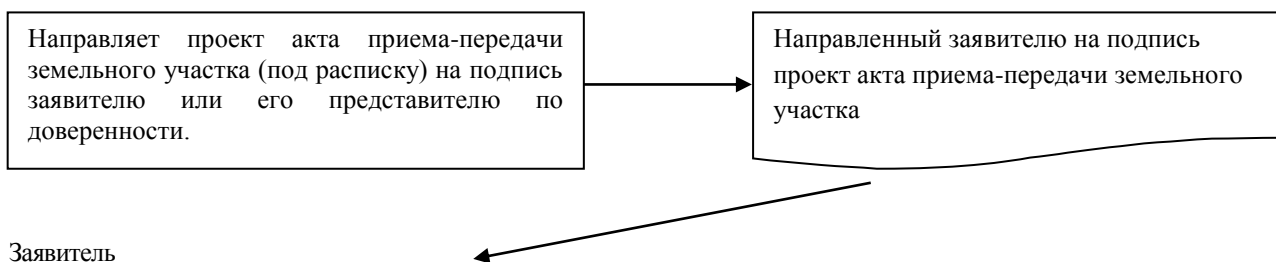 Направляет проект акта приема-передачи
земельного участка (под расписку) на подпись
заявителю или его представителю по
доверенности.
Направленный заявителю на подпись
проект акта приема-передачи земельного
участка
Заявитель